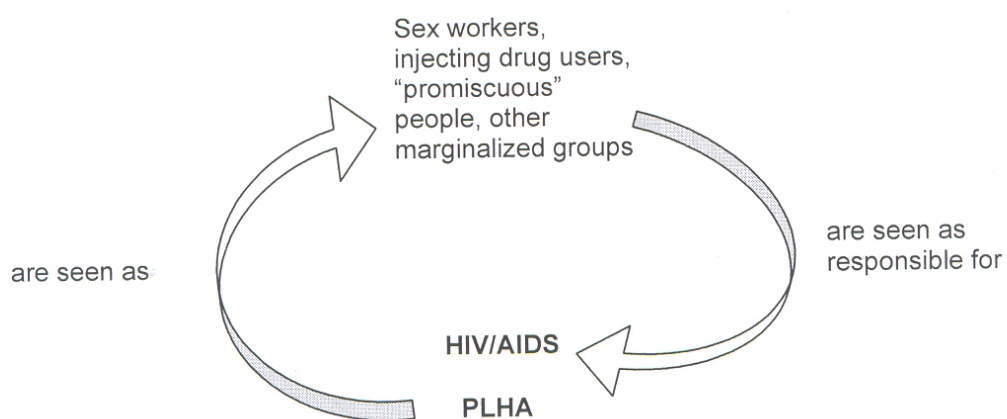 Sex workers,
injecting drug users,
“promiscuous”
people, other
marginalized groups
are seen as
responsible for
are seen as
HIV/AIDS
PLHA